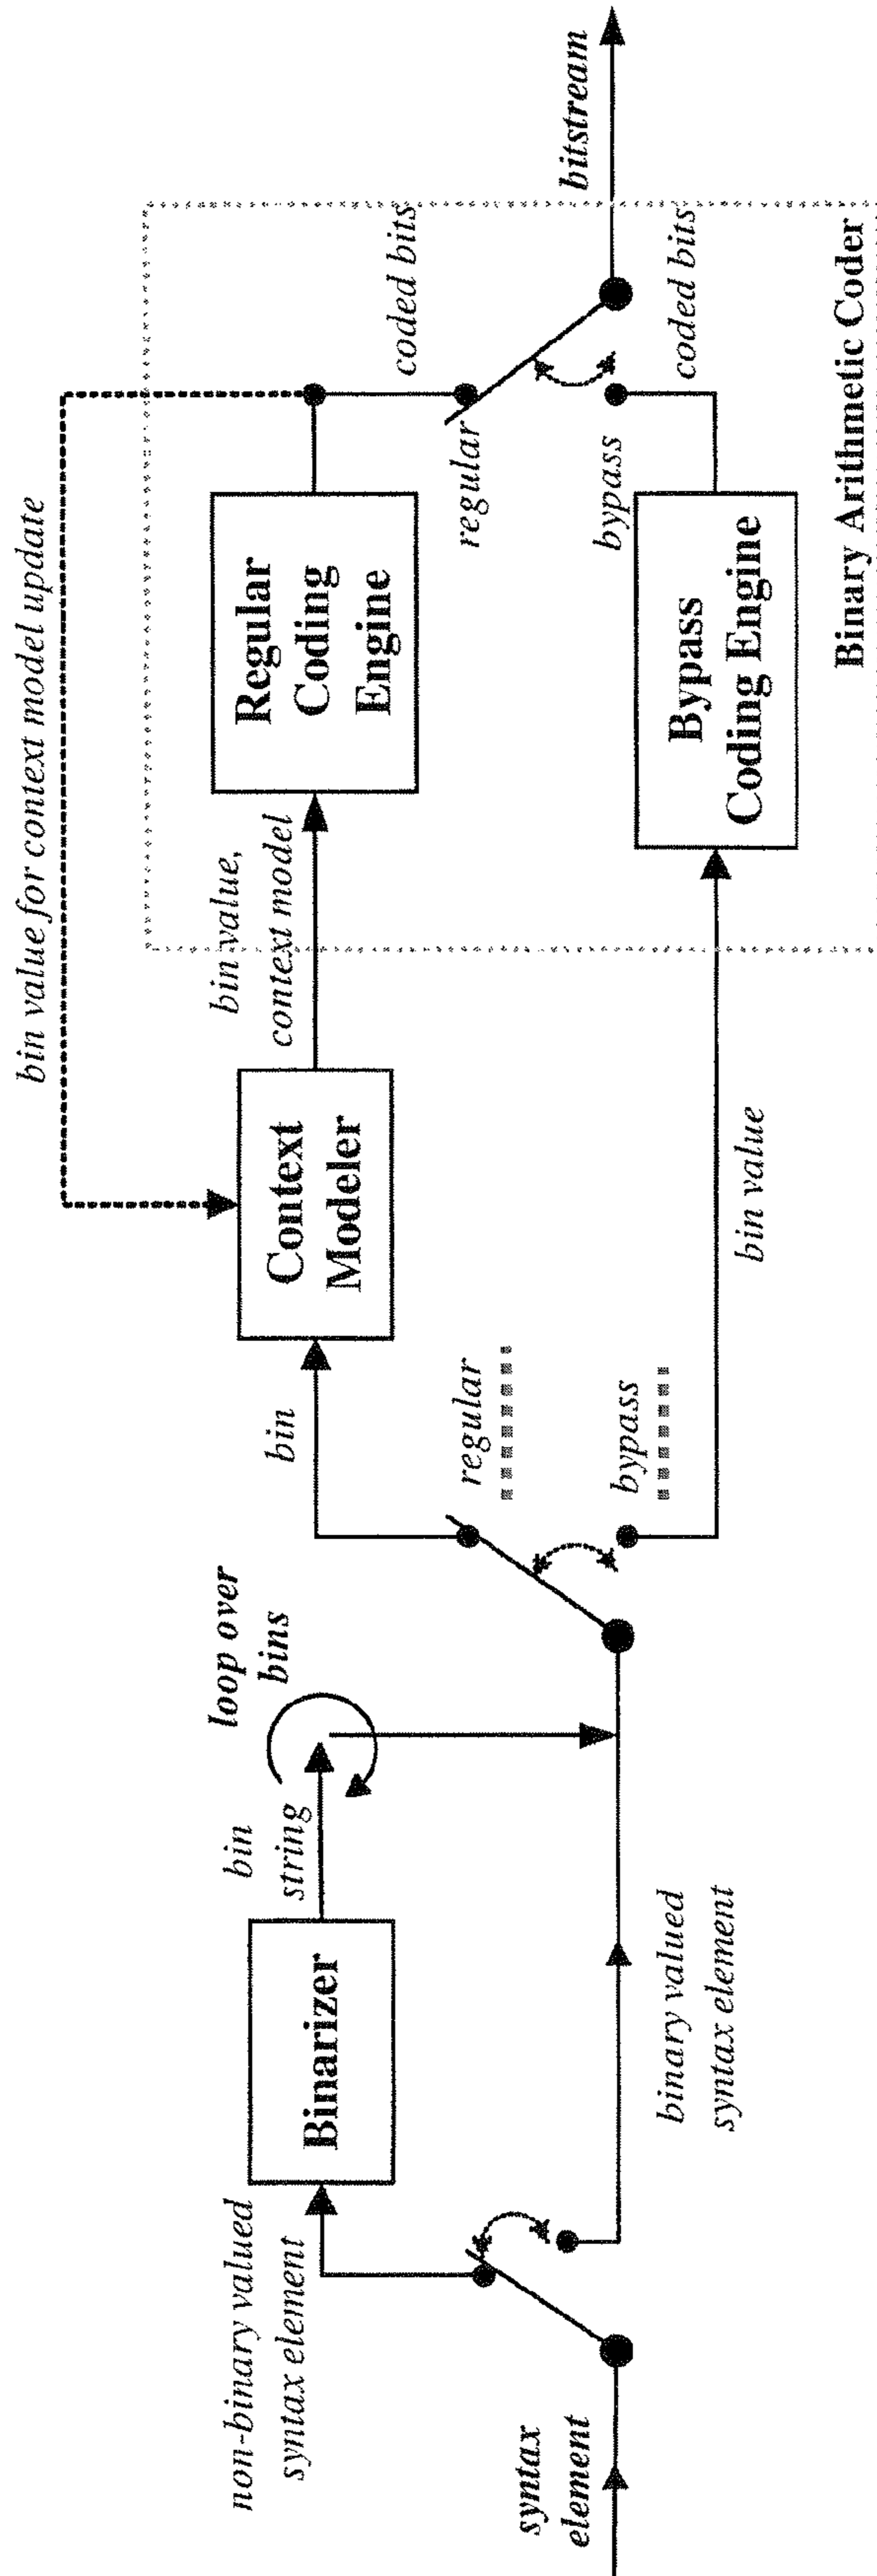 bin value for context model update
non-binary valued
syntax element
syntax
element
Binarizer
bin
string
loop over
bins
binary valued
syntax element
bin
regular
bypass
Context
Modeler
bin value,
context model
bin value
Regular
Coding
Engine
Bypass
Coding Engine
regular
bypass
coded bits
coded bits
bitstream
Binary Arithmetic Coder